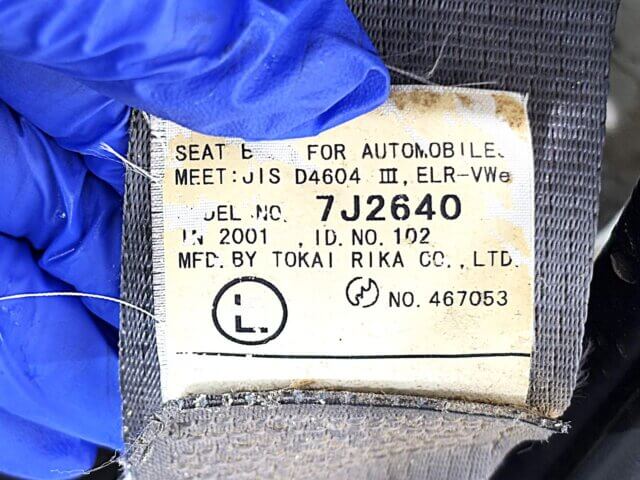 SEAT FOR AUTOMOBILES
MEET:JIS D4604 III, ELR-VWe
NO. 7J2640
IN 2001 , ID. NO. 102
MFD. BY TOKAI RIKA CO., LTD.
L. NO. 467053